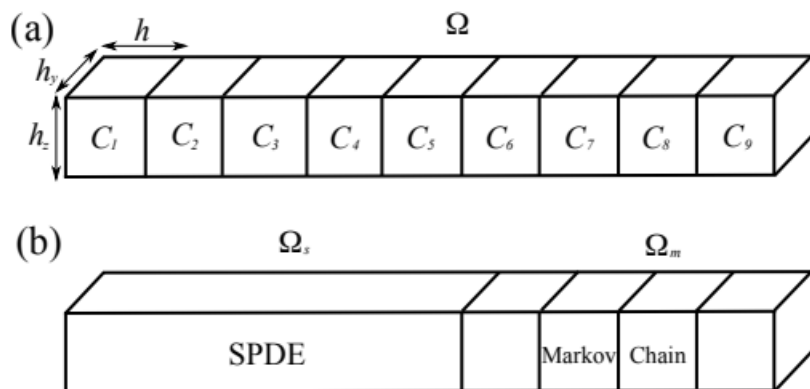 (a) h Ω
h_y
h_z C_1 C_2 C_3 C_4 C_5 C_6 C_7 C_8 C_9
(b) Ω_s Ω_m
SPDE Markov Chain